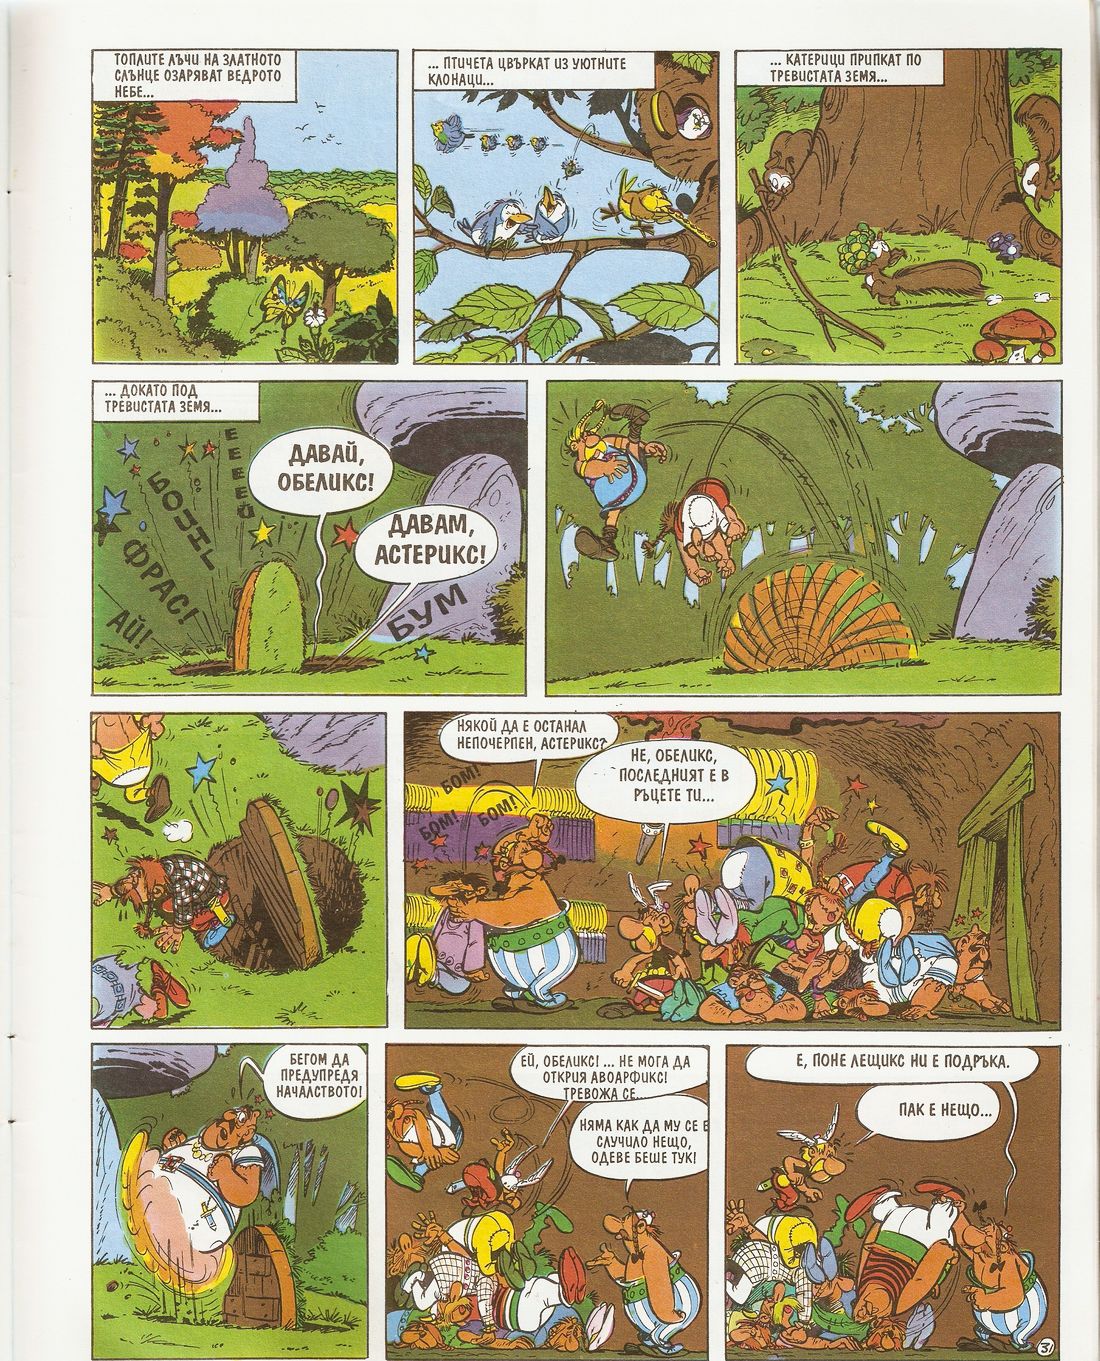 ТОПЛИТЕ ЛЪЧИ НА ЗЛАТНОТО
СЛЪНЦЕ ОЗАРЯВАТ ВЕДРОТО
НЕБЕ...
... ПТИЧЕТА ЦВЪРКАТ ИЗ УЮТНИТЕ
КЛОНАЦИ...
... КАТЕРИЦИ ПРИПКАТ ПО
ТРЕВИСТАТА ЗЕМЯ...
... ДОКАТО ПОД
ТРЕВИСТАТА ЗЕМЯ...
ЕЕЕЕЙ
БОННГ
ФРАС!
АЙ!
ДАВАЙ,
ОБЕЛИКС!
ДАВАМ,
АСТЕРИКС!
БУМ
НЯКОЙ ДА Е ОСТАНАЛ
НЕПОЧЕРПЕН, АСТЕРИКС?
БОМ!
БОМ!
БОМ!
НЕ, ОБЕЛИКС,
ПОСЛЕДНИЯТ Е В
РЪЦЕТЕ ТИ...
БЕГОМ ДА
ПРЕДУПРЕДЯ
НАЧАЛСТВОТО!
ЕЙ, ОБЕЛИКС! ... НЕ МОГА ДА
ОТКРИЯ АВОАРФИКС!
ТРЕВОЖА СЕ...
НЯМА КАК ДА МУ СЕ Е
СЛУЧИЛО НЕЩО,
ОДЕВЕ БЕШЕ ТУК!
Е, ПОНЕ ЛЕЩИКС НИ Е ПОДРЪКА.
ПАК Е НЕЩО...